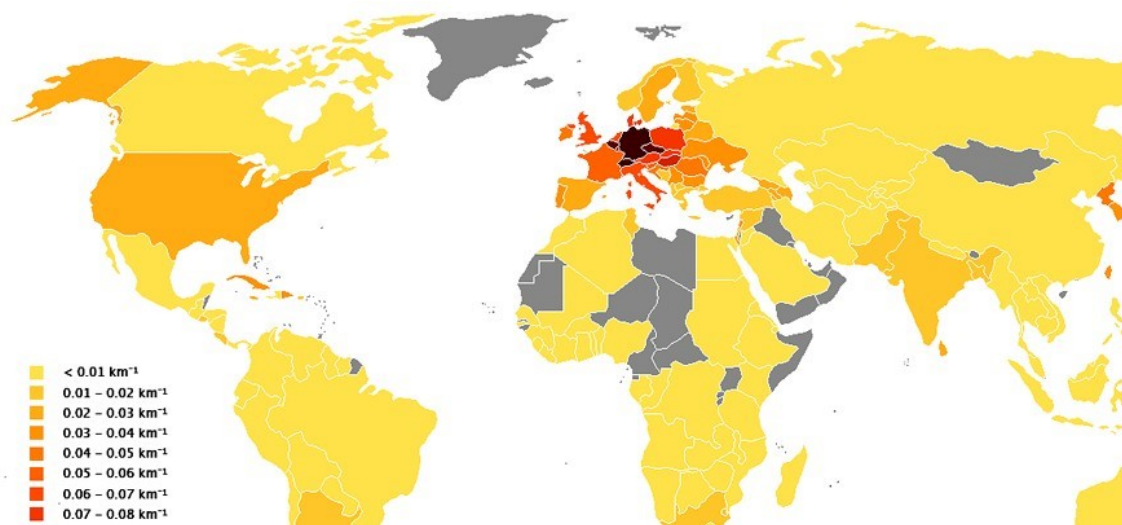 < 0.01 km⁻¹
0.01 – 0.02 km⁻¹
0.02 – 0.03 km⁻¹
0.03 – 0.04 km⁻¹
0.04 – 0.05 km⁻¹
0.05 – 0.06 km⁻¹
0.06 – 0.07 km⁻¹
0.07 – 0.08 km⁻¹